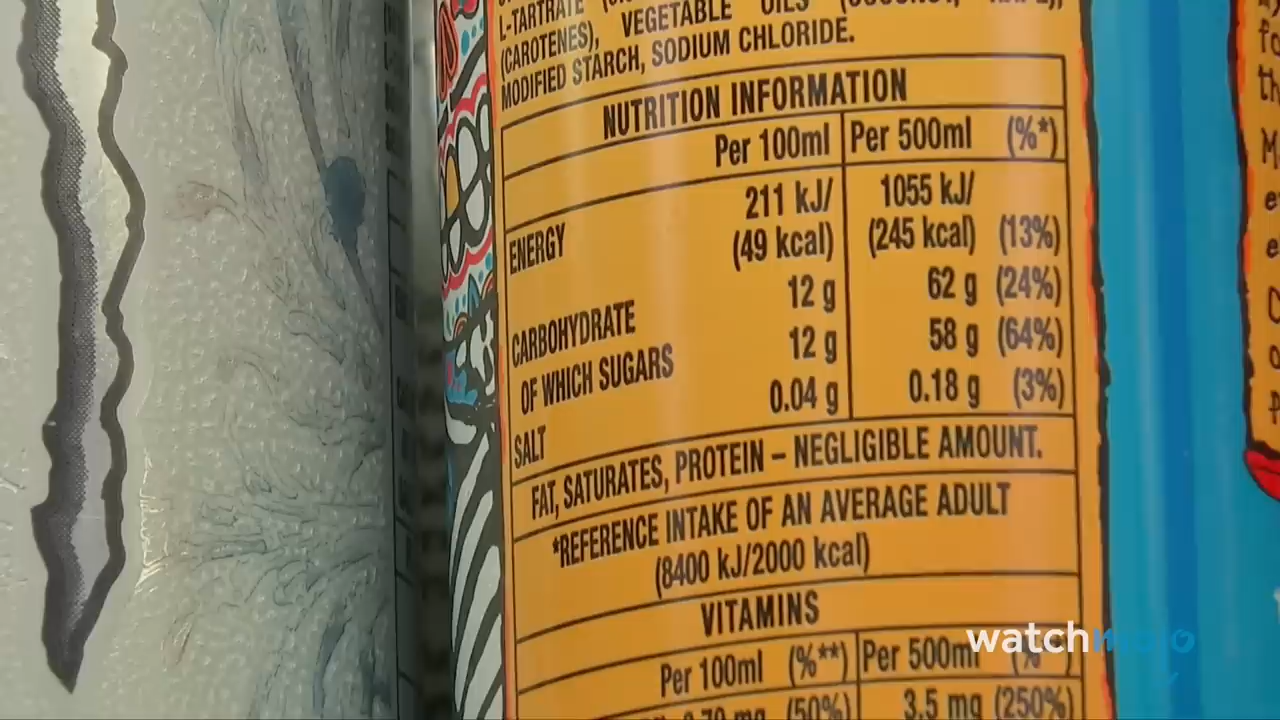 L-TARTRATE
(CAROTENES), VEGETABLE OILS
MODIFIED STARCH, SODIUM CHLORIDE.
NUTRITION INFORMATION
Per 100ml Per 500ml (%*)
ENERGY 211 kJ/ 1055 kJ/
(49 kcal) (245 kcal) (13%)
CARBOHYDRATE 12 g 62 g (24%)
OF WHICH SUGARS 12 g 58 g (64%)
SALT 0.04 g 0.18 g (3%)
FAT, SATURATES, PROTEIN – NEGLIGIBLE AMOUNT.
*REFERENCE INTAKE OF AN AVERAGE ADULT
(8400 kJ/2000 kcal)
VITAMINS
Per 100ml (%**) Per 500ml
0.70 mg (50%) 3.5 mg (250%)
watchmojo